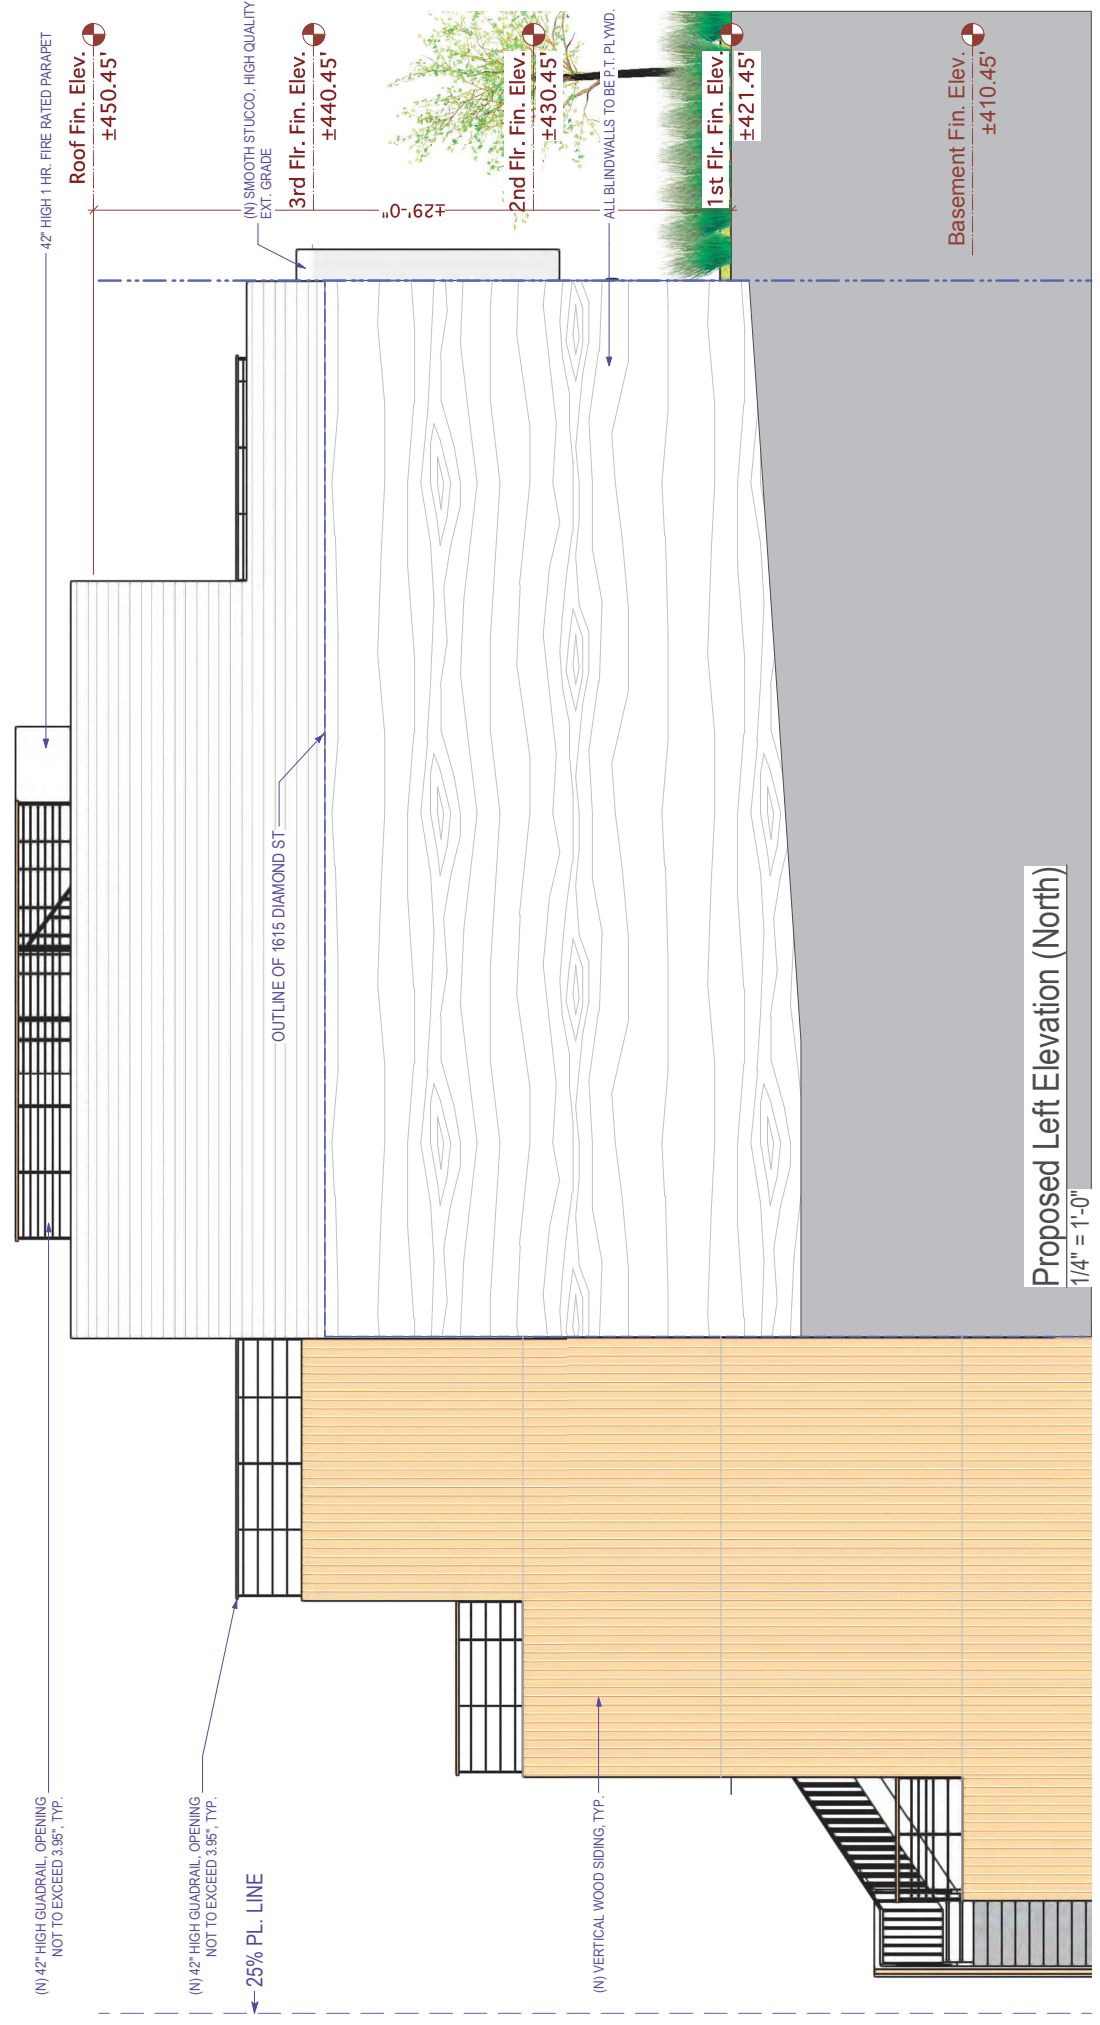 (N) 42" HIGH GUADRAIL, OPENING
NOT TO EXCEED 3.95", TYP.
42" HIGH 1 HR. FIRE RATED PARAPET
Roof Fin. Elev.
±450.45'
(N) 42" HIGH GUADRAIL, OPENING
NOT TO EXCEED 3.95", TYP.
25% PL. LINE
OUTLINE OF 1615 DIAMOND ST
(N) SMOOTH STUCCO, HIGH QUALITY
EXT. GRADE
3rd Flr. Fin. Elev.
±440.45'
±29'-0"
2nd Flr. Fin. Elev.
±430.45'
(N) VERTICAL WOOD SIDING, TYP.
ALL BLINDWALLS TO BE P.T. PLYWD.
1st Flr. Fin. Elev.
±421.45'
Basement Fin. Elev.
±410.45'
Proposed Left Elevation (North)
1/4" = 1'-0"